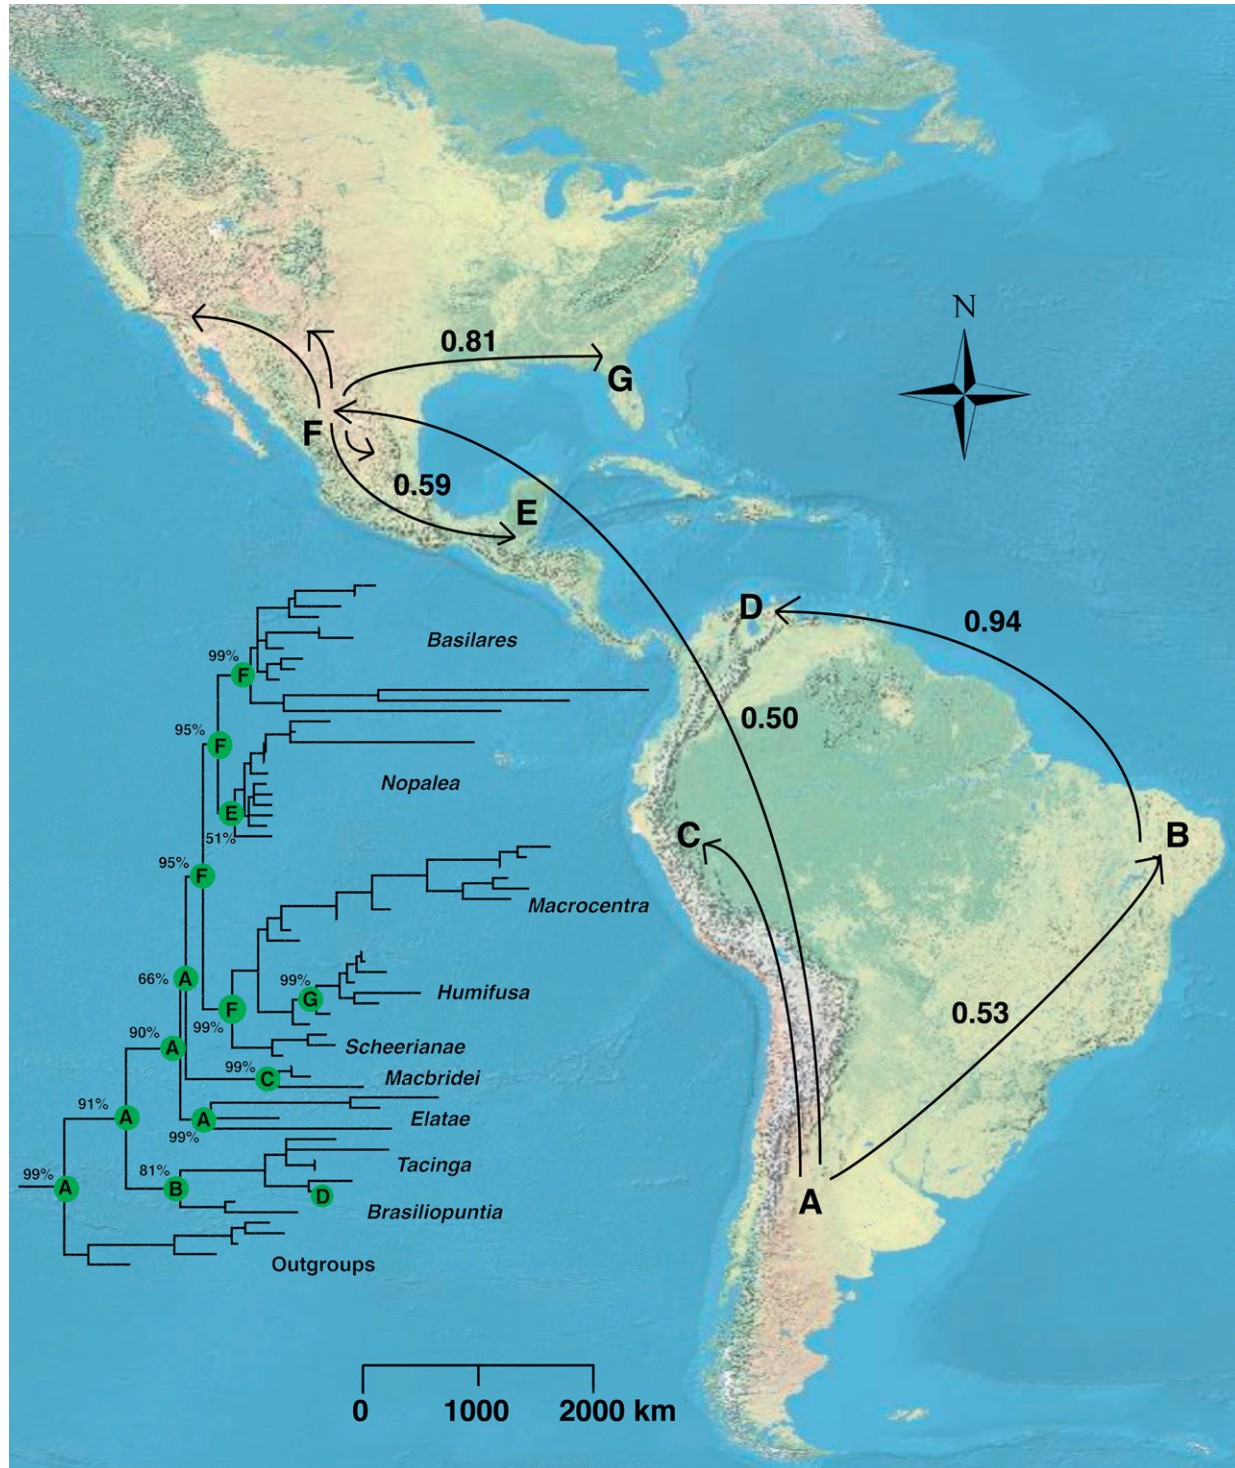 N
0.81
G
F
0.59
E
D
0.94
0.50
C
B
0.53
A
Basilares
99%
F
95%
F
Nopalea
E
51%
95%
F
Macrocentra
66%
A
99%
G
Humifusa
F
99%
90%
A
Scheerianae
99%
C
Macbridei
91%
A
A
99%
Elatae
81%
B
Tacinga
99%
A
D
Brasiliopuntia
Outgroups
0 1000 2000 km